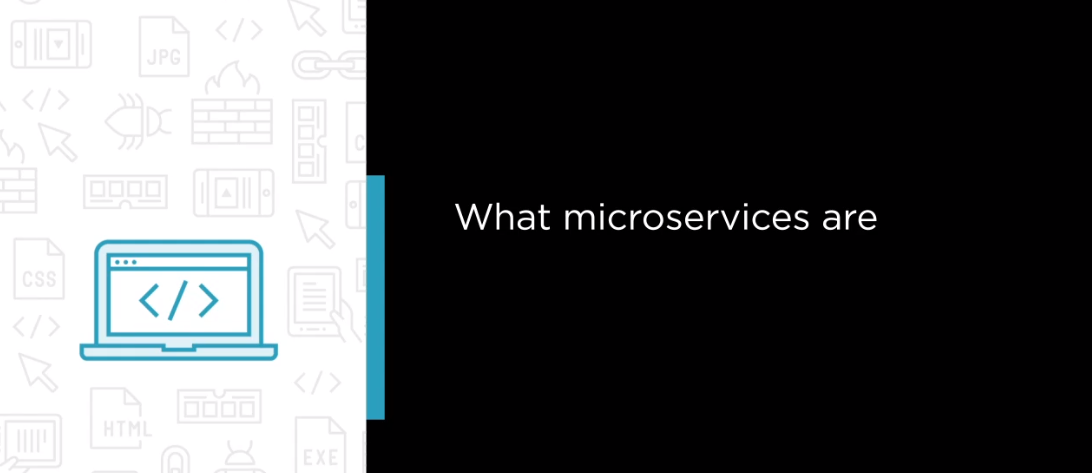 JPG
CSS
What microservices are
HTML
EXE